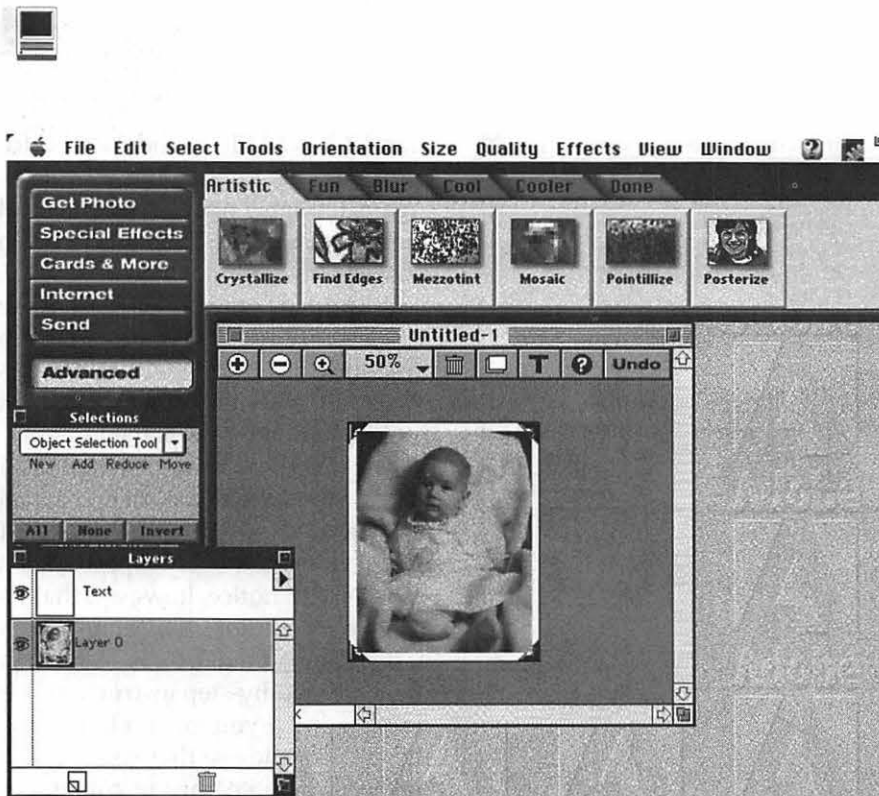 File Edit Select Tools Orientation Size Quality Effects View Window
Artistic Fun Blur Cool Cooler Done
Get Photo
Special Effects
Cards & More
Internet
Send
Advanced
Crystallize Find Edges Mezzotint Mosaic Pointillize Posterize
Untitled-1
50% T ? Undo
Selections
Object Selection Tool
New Add Reduce Move
All None Invert
Layers
Text
Layer 0